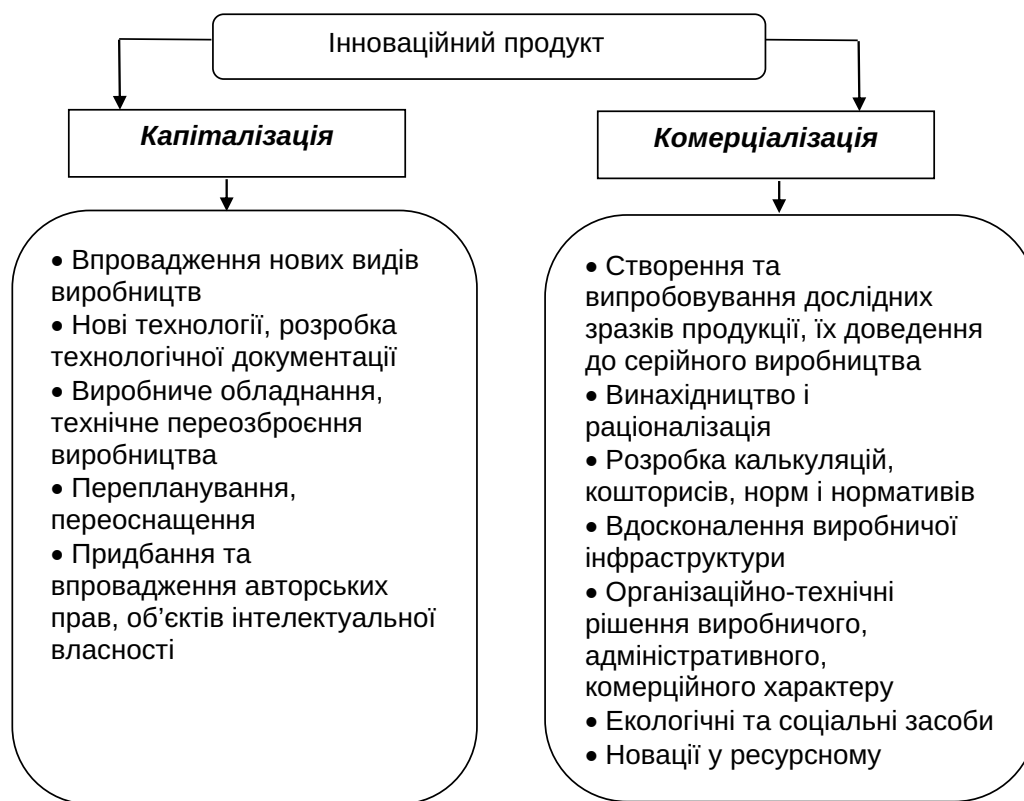 Інноваційний продукт
Капіталізація
Комерціалізація
• Впровадження нових видів
виробництв
• Нові технології, розробка
технологічної документації
• Виробниче обладнання,
технічне переозброєння
виробництва
• Перепланування,
переоснащення
• Придбання та
впровадження авторських
прав, об’єктів інтелектуальної
власності
• Створення та
випробовування дослідних
зразків продукції, їх доведення
до серійного виробництва
• Винахідництво і
раціоналізація
• Розробка калькуляцій,
кошторисів, норм і нормативів
• Вдосконалення виробничої
інфраструктури
• Організаційно-технічні
рішення виробничого,
адміністративного,
комерційного характеру
• Екологічні та соціальні засоби
• Новації у ресурсному